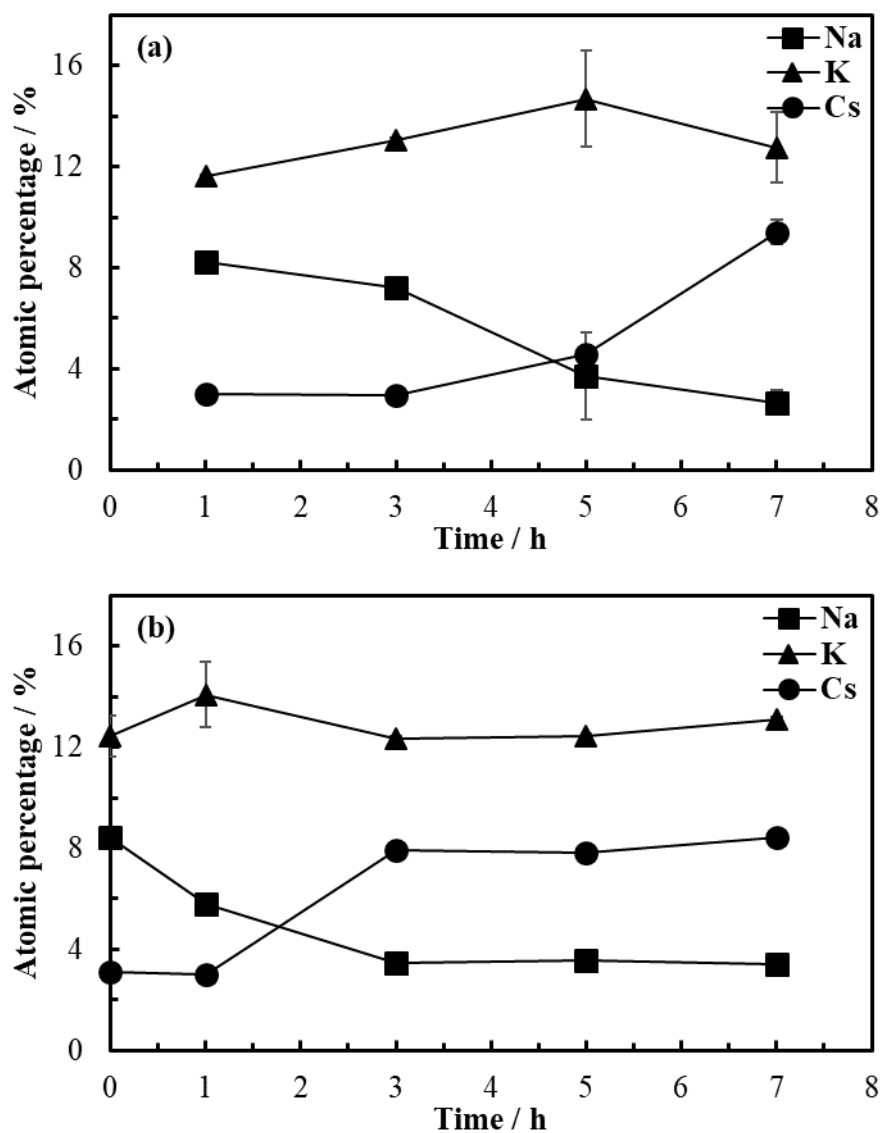 (a)
Na
K
Cs
16
12
8
4
0
Atomic percentage / %
0 1 2 3 4 5 6 7 8
Time / h
(b)
Na
K
Cs
16
12
8
4
0
Atomic percentage / %
0 1 2 3 4 5 6 7 8
Time / h